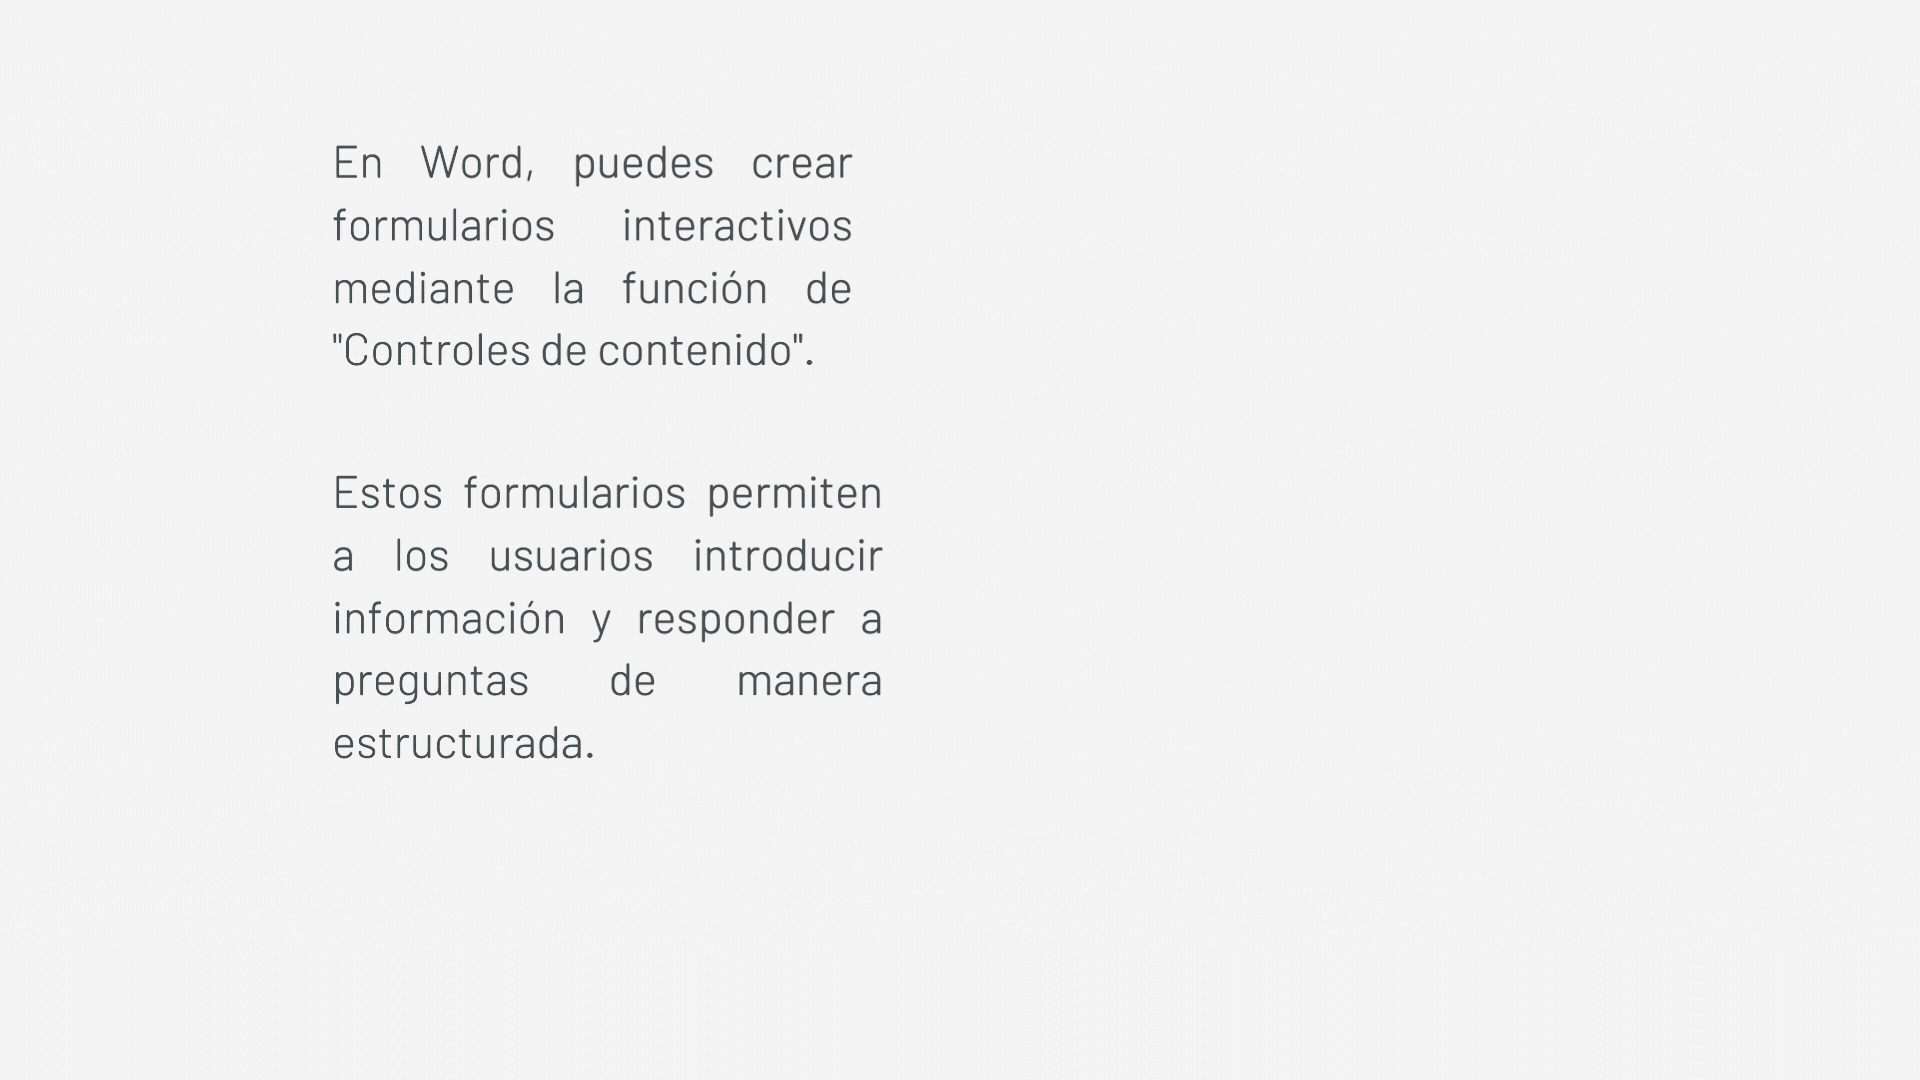 En Word, puedes crear
formularios interactivos
mediante la función de
"Controles de contenido".
Estos formularios permiten
a los usuarios introducir
información y responder a
preguntas de manera
estructurada.